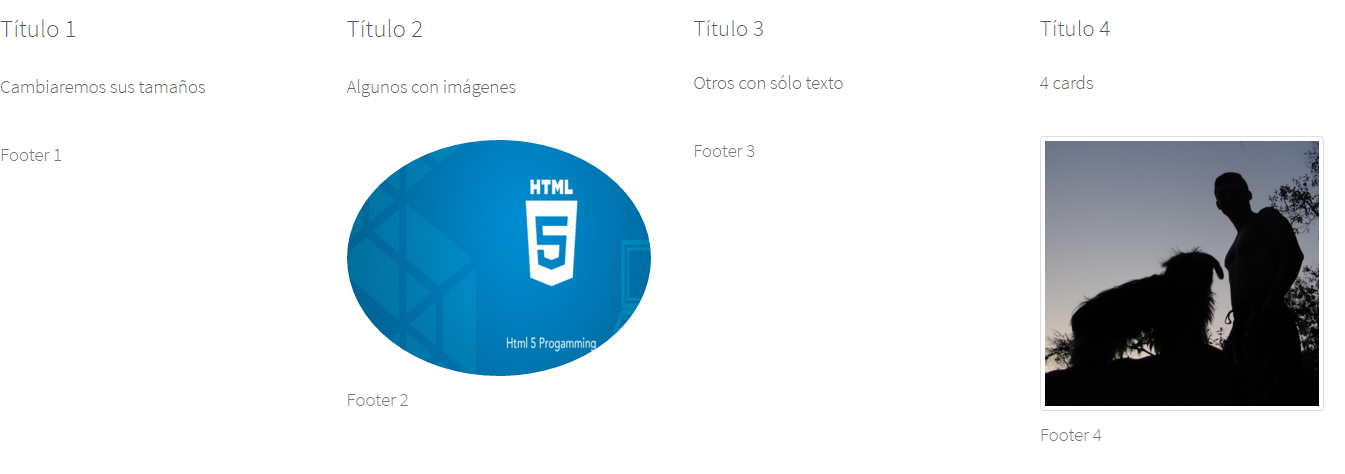 Título 1
Cambiaremos sus tamaños
Footer 1
Título 2
Algunos con imágenes
HTML
5
Html 5 Progamming
Footer 2
Título 3
Otros con sólo texto
Footer 3
Título 4
4 cards
Footer 4